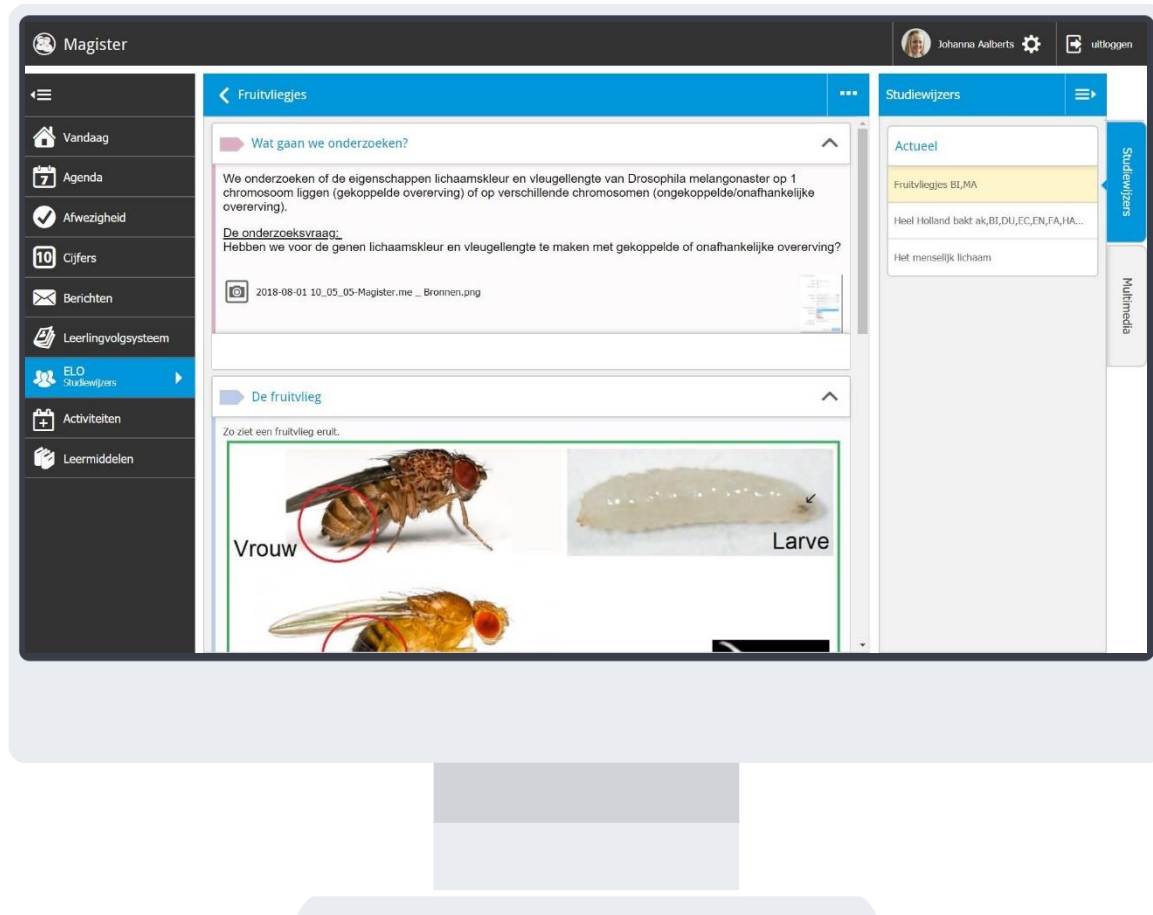 Magister
Johanna Aalberts
uitloggen
Vandaag
7
Agenda
Afwezigheid
10
Cijfers
Berichten
Leerlingvolgsysteem
ELO
Studiewijzers
Activiteiten
Leermiddelen
Fruitvliegjes
Wat gaan we onderzoeken?
We onderzoeken of de eigenschappen lichaamskleur en vleugellengte van Drosophila melangonaster op 1
chromosoom liggen (gekoppelde overerving) of op verschillende chromosomen (ongekoppelde/onafhankelijke
overerving).
De onderzoeksvraag:
Hebben we voor de genen lichaamskleur en vleugellengte te maken met gekoppelde of onafhankelijke overerving?
2018-08-01 10_05_05-Magister.me _ Bronnen.png
De fruitvlieg
Zo ziet een fruitvlieg eruit.
Vrouw
Larve
Studiewijzers
Actueel
Fruitvliegjes BI,MA
Heel Holland bakt ak,BI,DU,EC,EN,FA,HA...
Het menselijk lichaam
Studiewijzers
Multimedia